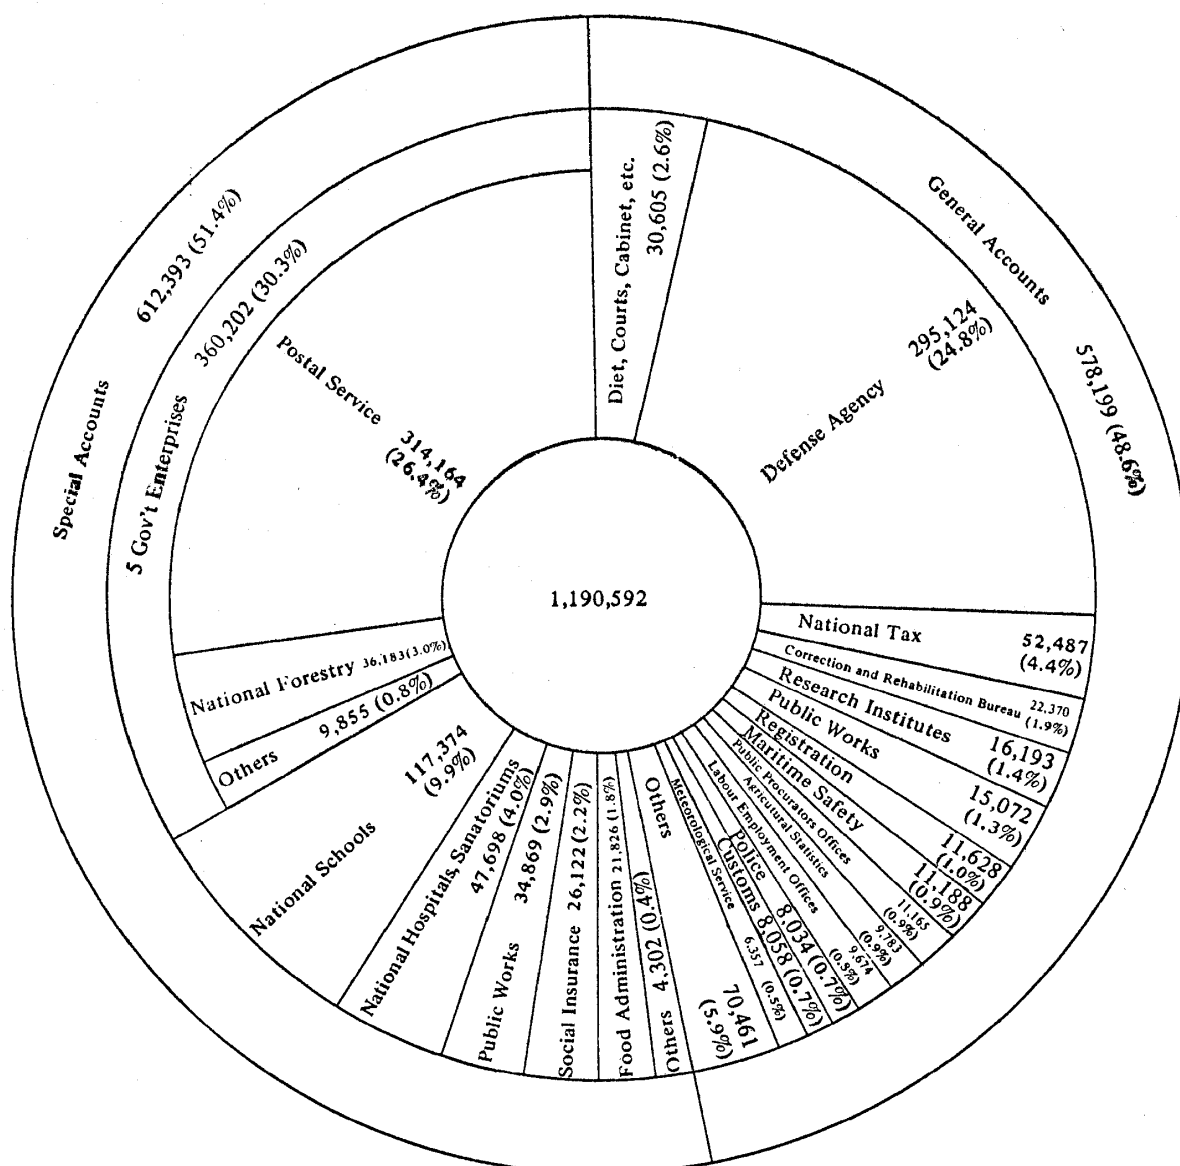 1,190,592
General Accounts 578,199 (48.6%)
Diet, Courts, Cabinet, etc.
30,605 (2.6%)
Defense Agency 295,124
(24.8%)
National Tax 52,487
(4.4%)
Correction and Rehabilitation Bureau 22.370
(1.9%)
Research Institutes 16,193
(1.4%)
Public Works 15,072
(1.3%)
Registration 11,628
(1.0%)
Maritime Safety 11,188
(0.9%)
Public Procurators Offices 11.165
(0.9%)
Agricutural Statistics 9.783
(0.9%)
Labour Employment Offices 9.674
(0.8%)
Police 8,034 (0.7%)
Customs 8,058 (0.7%)
Meteorological Service 6.357 (0.5%)
Others 70,461
(5.9%)
Special Accounts 612,393 (51.4%)
5 Gov't Enterprises 360,202 (30.3%)
Postal Service 314,164
(26.4%)
National Forestry 36.183(3.0%)
Others 9,855 (0.8%)
National Schools 117,374
(9.9%)
National Hospitals, Sanatoriums
47,698 (4.0%)
Public Works 34,869 (2.9%)
Social Insurance 26,122 (2.2%)
Food Administration 21,826 (1.8%)
Others 4,302 (0.4%)